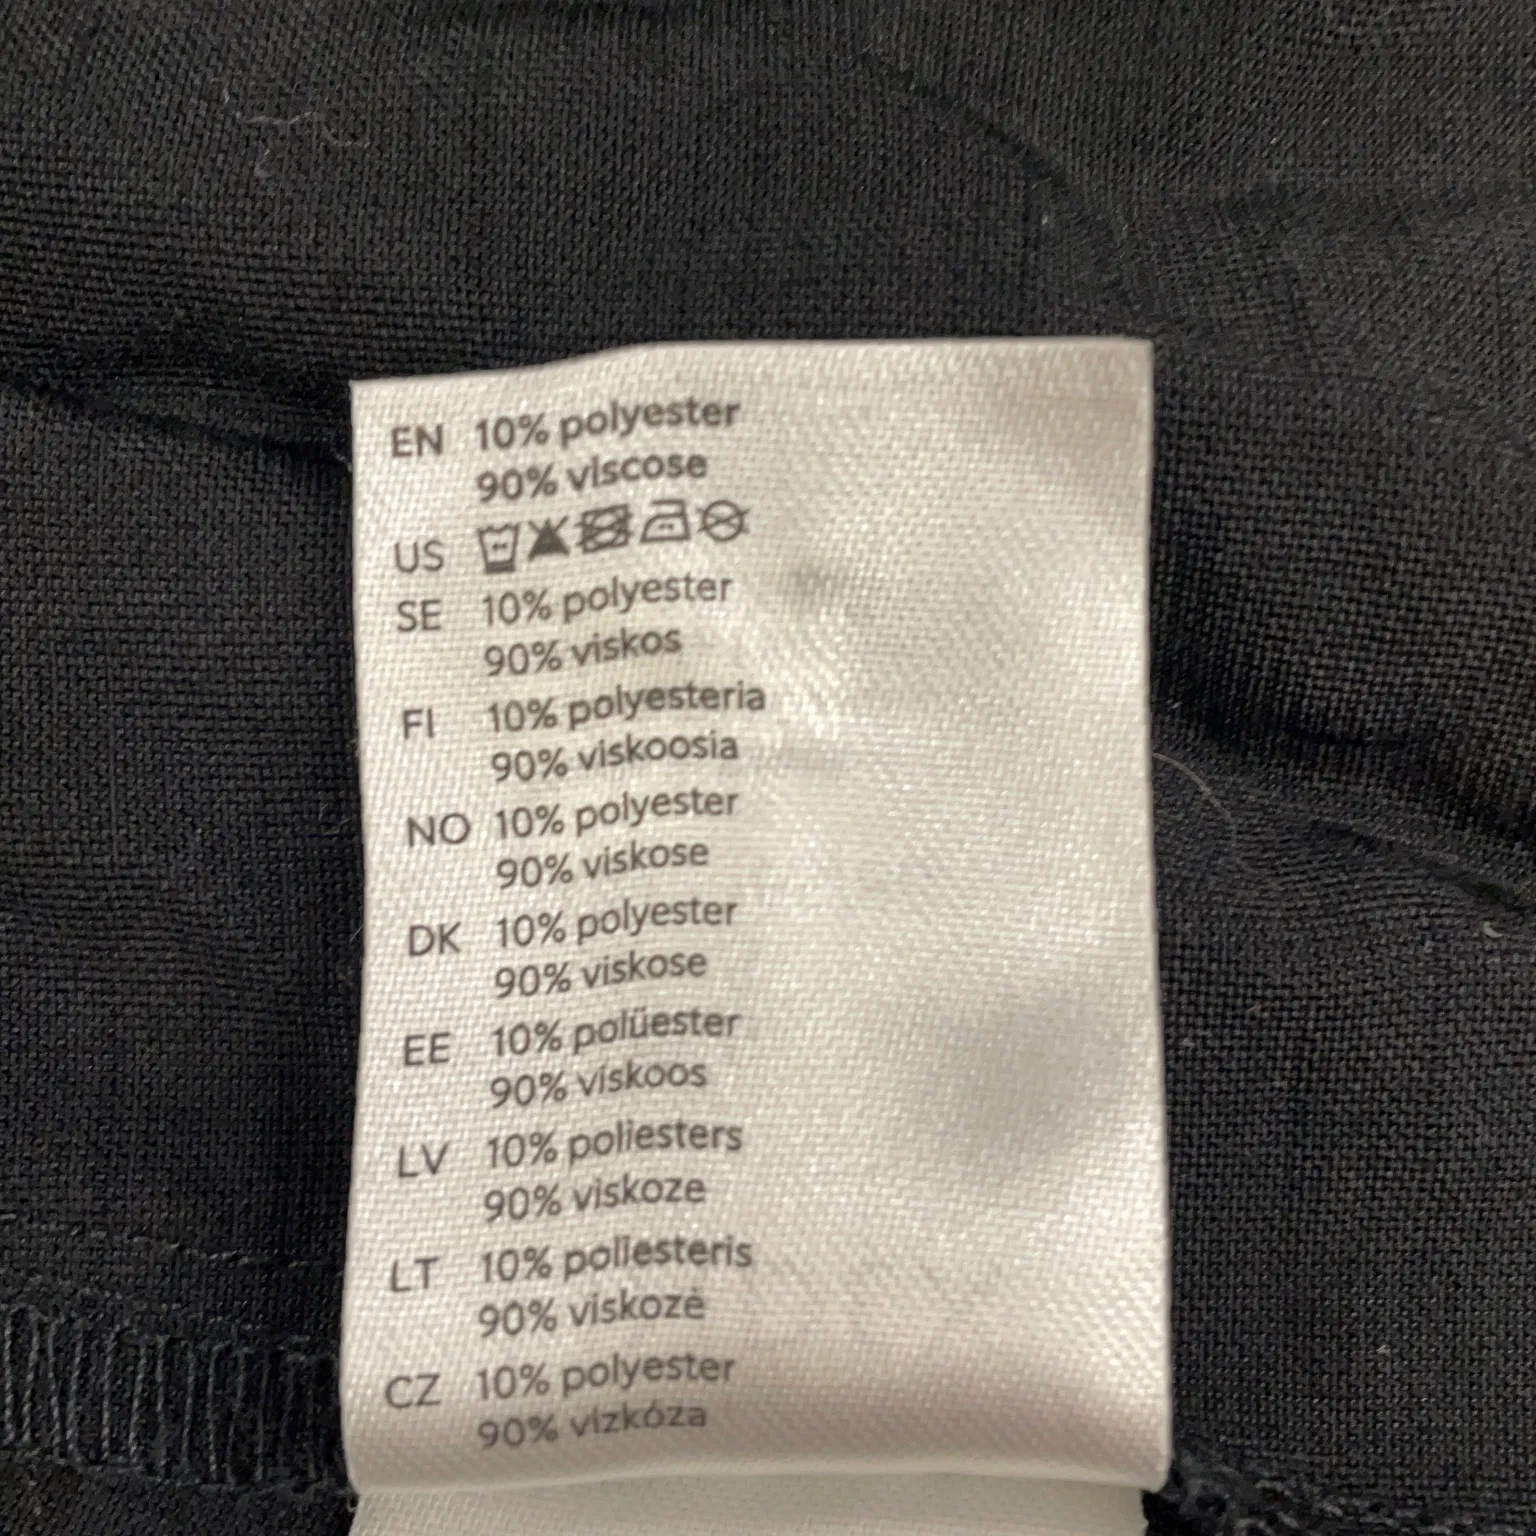 EN 10% polyester
90% viscose
US
SE 10% polyester
90% viskos
FI 10% polyesteria
90% viskoosia
NO 10% polyester
90% viskose
DK 10% polyester
90% viskose
EE 10% polüester
90% viskoos
LV 10% poliesters
90% viskoze
LT 10% poliesteris
90% viskozė
CZ 10% polyester
90% vizkóza